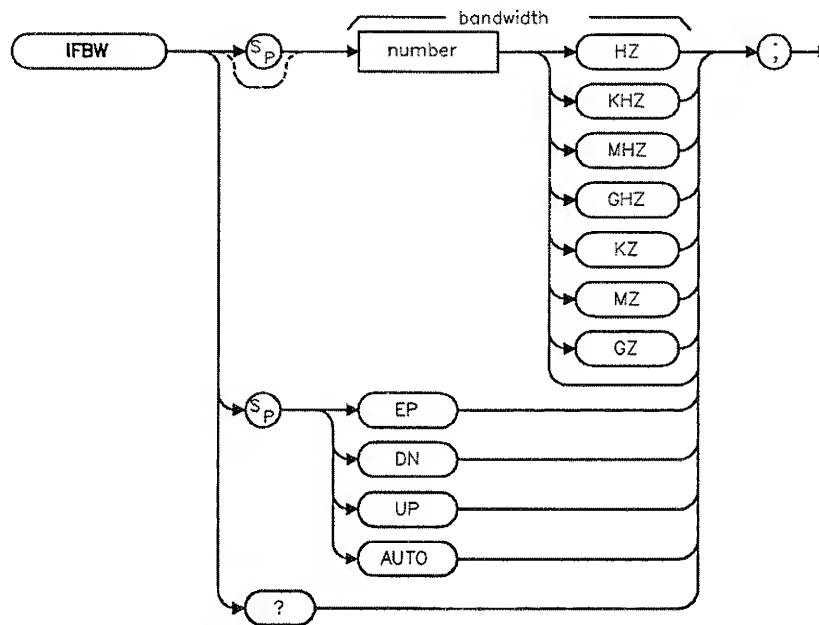 bandwidth
IFBW
SP
number
HZ
;
KHZ
MHZ
GHZ
KZ
MZ
GZ
SP
EP
DN
UP
AUTO
?